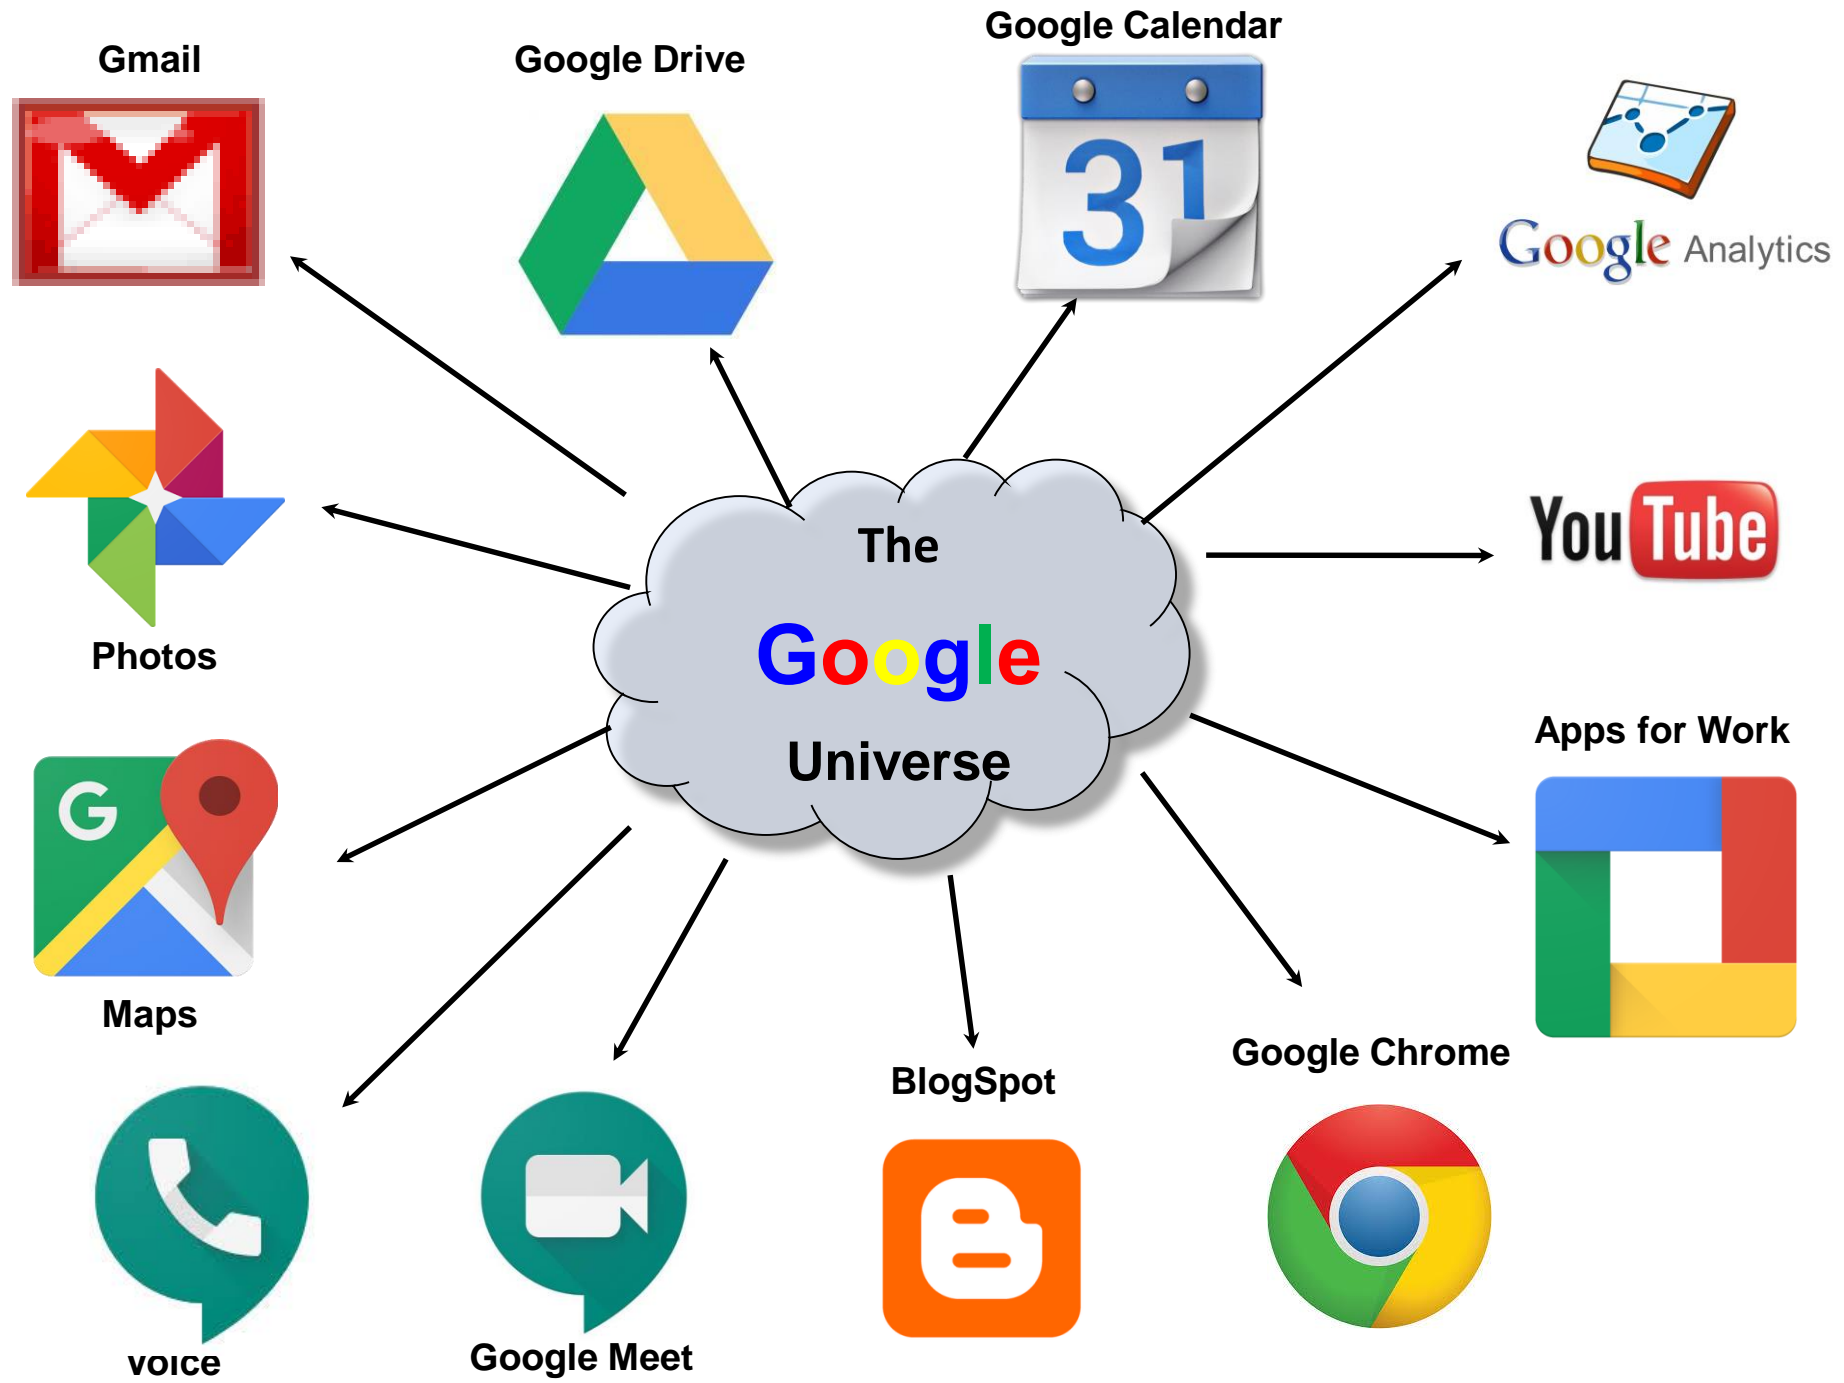 Gmail
Google Drive
Google Calendar
31
Google Analytics
The
Google
Universe
YouTube
Photos
G
Maps
Apps for Work
Google Chrome
BlogSpot
Voice
Google Meet